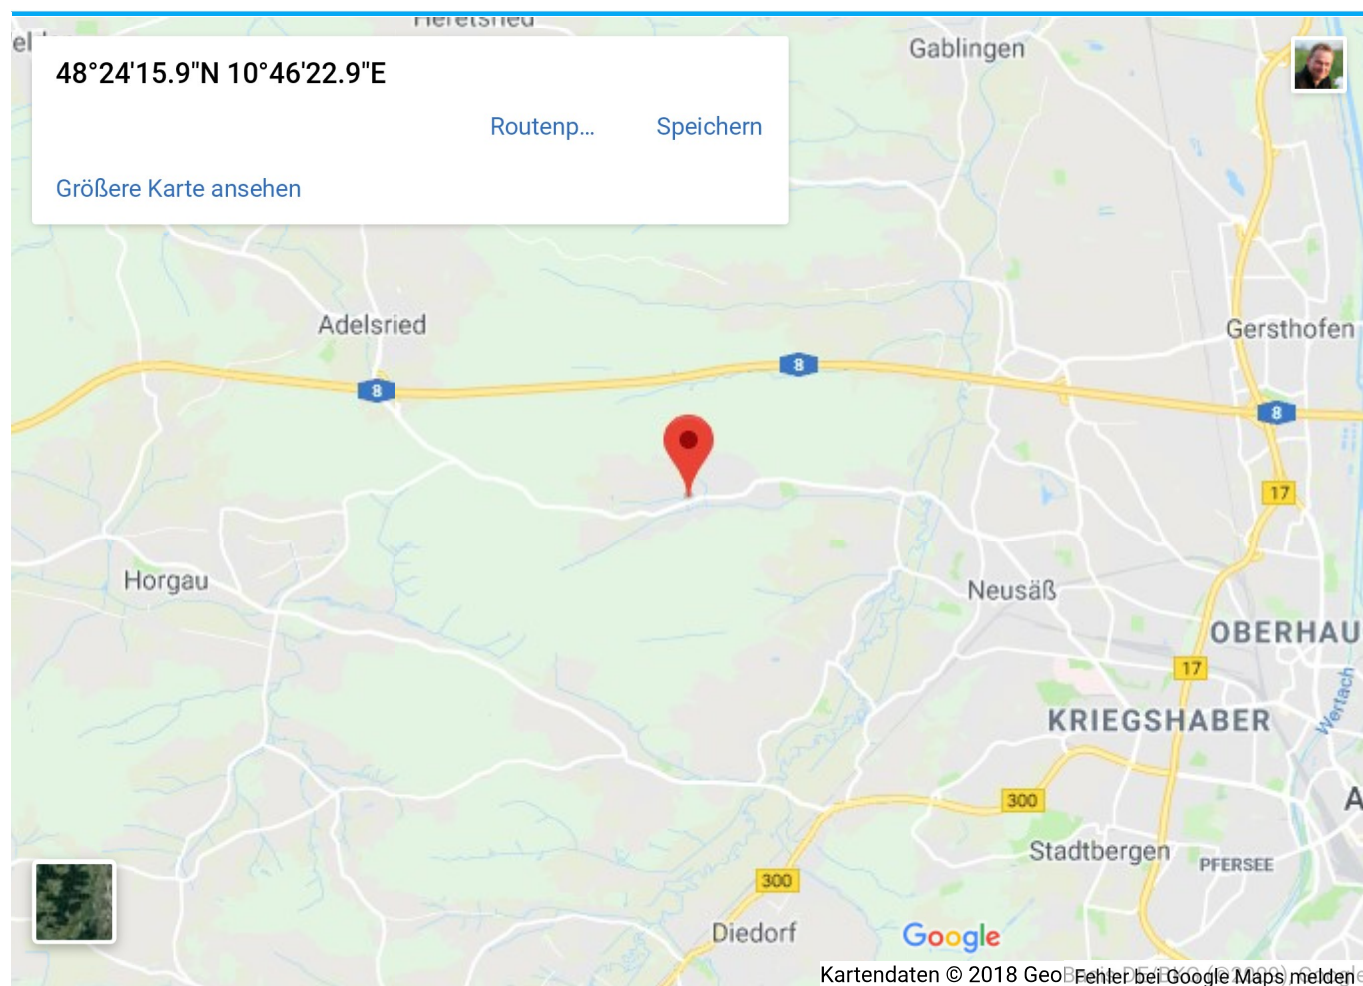 Heretsried
48°24'15.9"N 10°46'22.9"E
Gablingen
Routenp...
Speichern
Größere Karte ansehen
Adelsried
Gersthofen
8
8
8
17
Horgau
Neusäß
OBERHAU
17
KRIEGSHABER
Wertach
300
A
Stadtbergen
PFERSEE
300
Diedorf
Google
Kartendaten © 2018 Geo
Fehler bei Google Maps melden